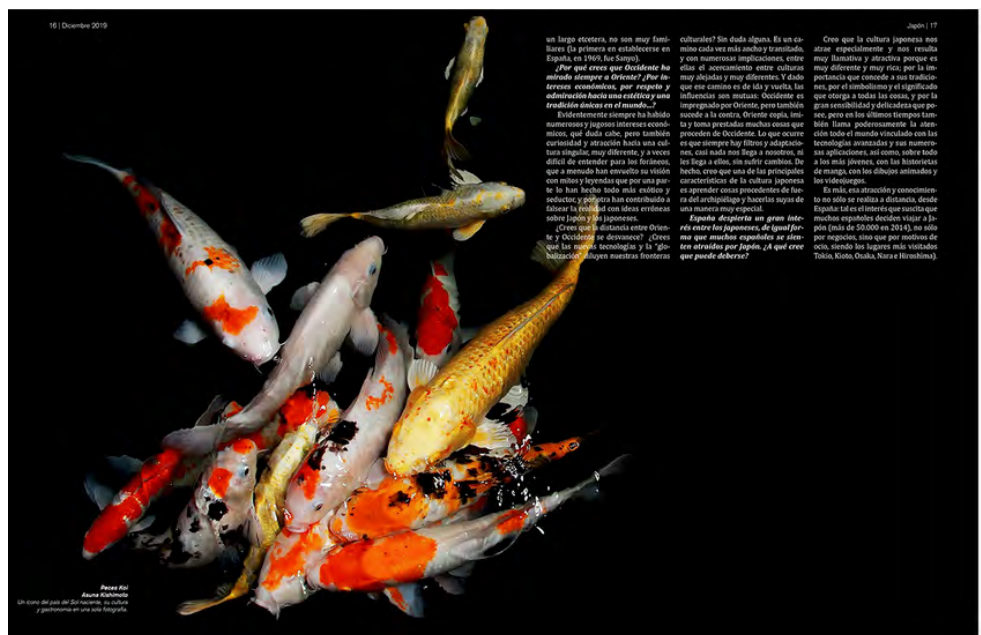 16 | Diciembre 2019
Japón | 17
un largo etcetera, no son muy fami-
liares (la primera en establecerse en
España, en 1969, fue Sanyo).
¿Por qué crees que Occidente ha
mirado siempre a Oriente? ¿Por in-
tereses económicos, por respeto y
admiración hacia una estética y una
tradición únicas en el mundo...?
Evidentemente siempre ha habido
numerosos y jugosos intereses econó-
micos, qué duda cabe, pero también
curiosidad y atracción hacia una cul-
tura singular, muy diferente, y a veces
difícil de entender para los foráneos,
que a menudo han envuelto su visión
con mitos y leyendas que por una par-
te lo han hecho todo más exótico y
seductor, y por otra han contribuido a
falsear la realidad con ideas erróneas
sobre Japón y los japoneses.
¿Crees que la distancia entre Orien-
te y Occidente se desvanece? ¿Crees
que las nuevas tecnologías y la "glo-
balización" diluyen nuestras fronteras
culturales? Sin duda alguna. Es un ca-
mino cada vez más ancho y transitado,
y con numerosas implicaciones, entre
ellas el acercamiento entre culturas
muy alejadas y muy diferentes. Y dado
que ese camino es de ida y vuelta, las
influencias son mutuas: Occidente es
impregnado por Oriente, pero también
sucede a la contra, Oriente copia, imi-
ta y toma prestadas muchas cosas que
proceden de Occidente. Lo que ocurre
es que siempre hay filtros y adaptacio-
nes, casi nada nos llega a nosotros, ni
les llega a ellos, sin sufrir cambios. De
hecho, creo que una de las principales
características de la cultura japonesa
es aprender cosas procedentes de fue-
ra del archipiélago y hacerlas suyas de
una manera muy especial.
España despierta un gran inte-
rés entre los japoneses, de igual for-
ma que muchos españoles se sien-
ten atraídos por Japón. ¿A qué cree
que puede deberse?
Creo que la cultura japonesa nos
atrae especialmente y nos resulta
muy llamativa y atractiva porque es
muy diferente y muy rica; por la im-
portancia que concede a sus tradicio-
nes, por el simbolismo y el significado
que otorga a todas las cosas, y por la
gran sensibilidad y delicadeza que po-
see, pero en los últimos tiempos tam-
bién llama poderosamente la aten-
ción todo el mundo vinculado con las
tecnologías avanzadas y sus numero-
sas aplicaciones, así como, sobre todo
a los más jóvenes, con las historietas
de manga, con los dibujos animados y
los videojuegos.
Es más, esa atracción y conocimien-
to no sólo se realiza a distancia, desde
España: tal es el interés que suscita que
muchos españoles deciden viajar a Ja-
pón (más de 50.000 en 2014), no sólo
por negocios, sino que por motivos de
ocio, siendo los lugares más visitados
Tokio, Kioto, Osaka, Nara e Hiroshima).
Peces Koi
Asuna Kishimoto
Un icono del país del Sol naciente, su cultura
y gastronomía en una sola fotografía.